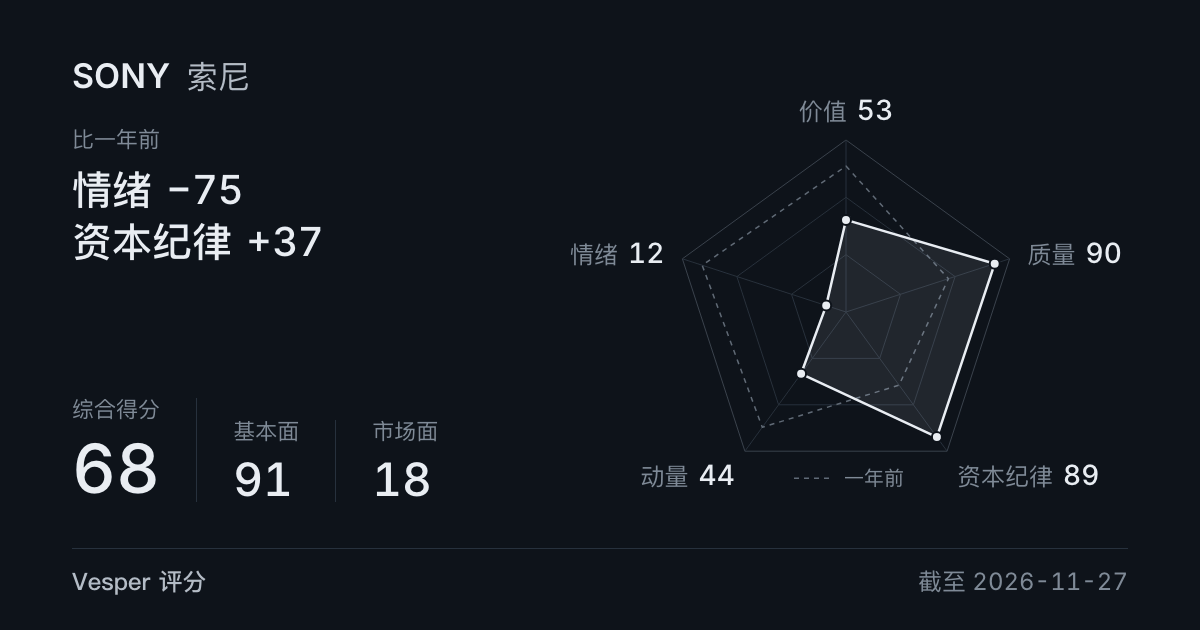 SONY 索尼
比一年前
情绪 −75
资本纪律 +37
综合得分
68
基本面
91
市场面
18
价值 53
质量 90
资本纪律 89
动量 44
情绪 12
一年前
Vesper 评分
截至 2026-11-27